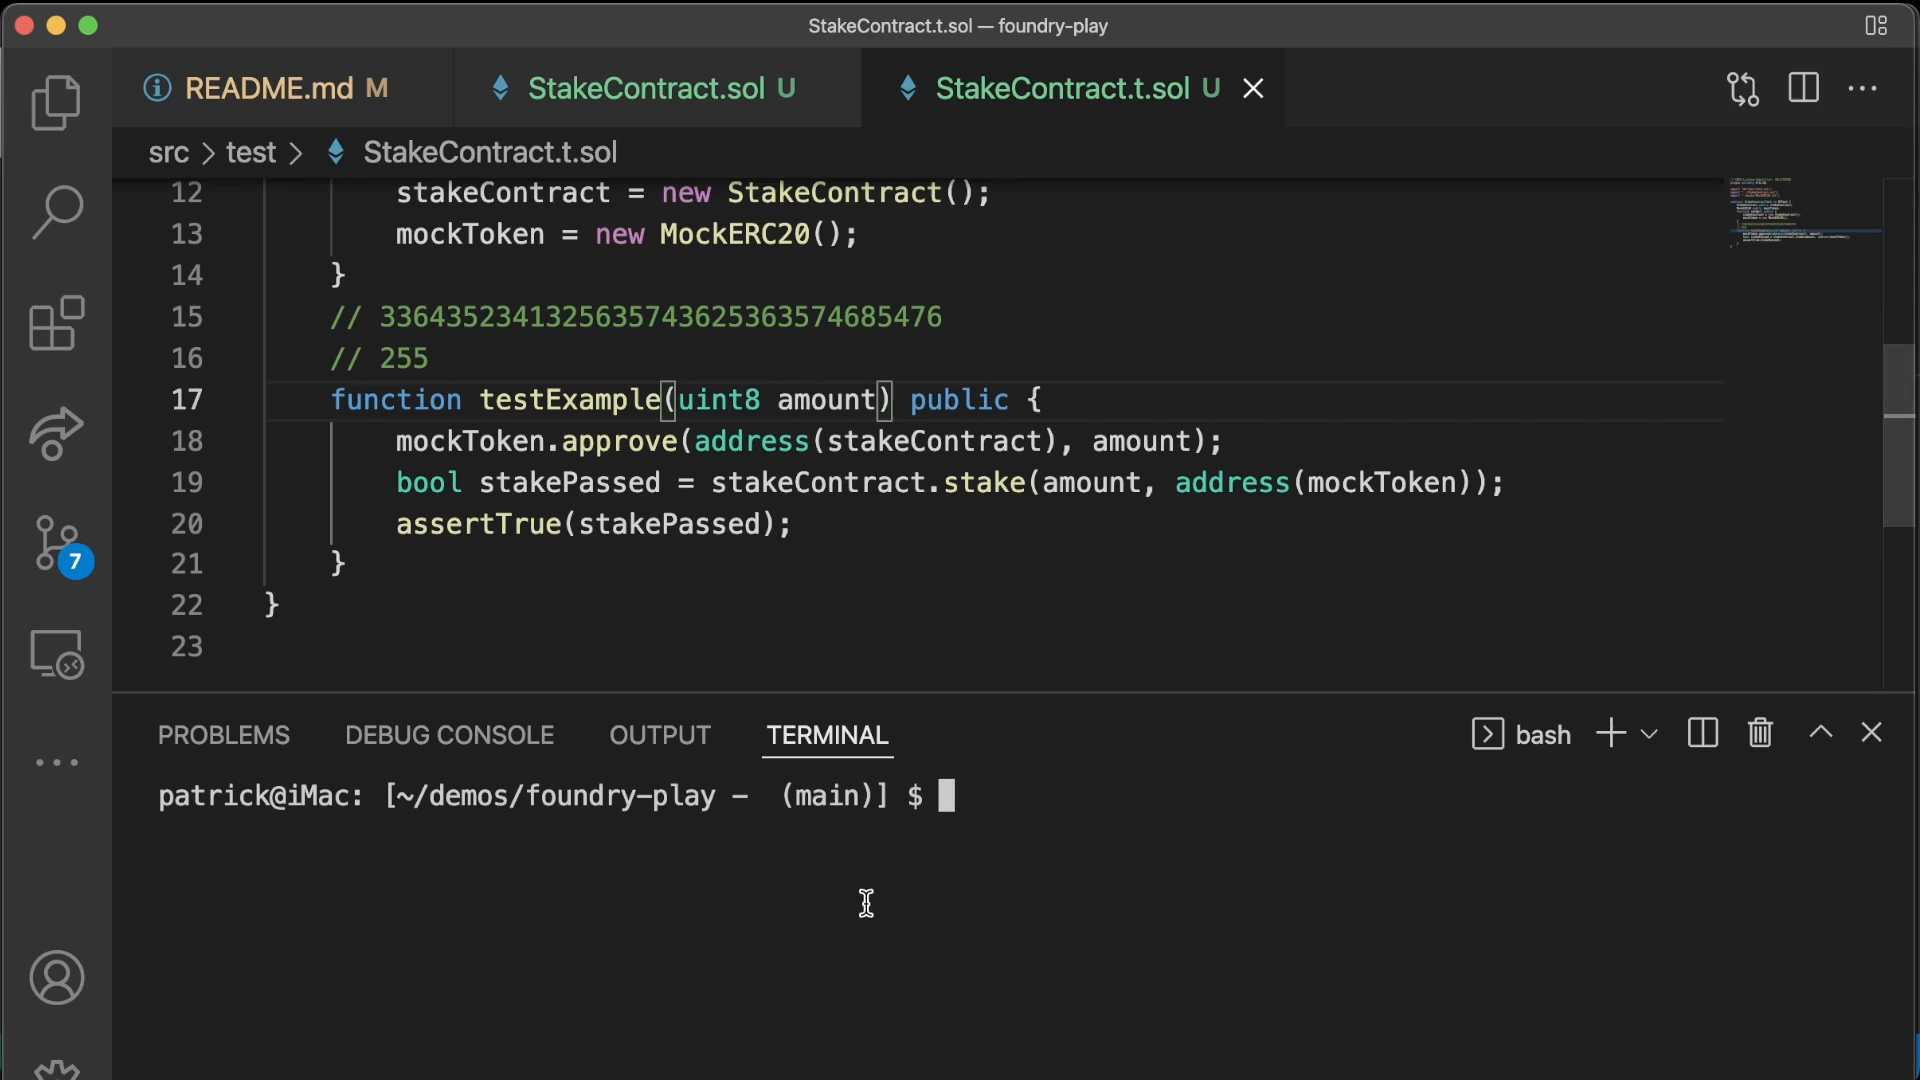 StakeContract.t.sol — foundry-play
README.md M
StakeContract.sol U
StakeContract.t.sol U
src > test > StakeContract.t.sol
12 stakeContract = new StakeContract();
13 mockToken = new MockERC20();
14 }
15 // 3364352341325635743625363574685476
16 // 255
17 function testExample(uint8 amount) public {
18 mockToken.approve(address(stakeContract), amount);
19 bool stakePassed = stakeContract.stake(amount, address(mockToken));
20 assertTrue(stakePassed);
21 }
22 }
23
7
PROBLEMS DEBUG CONSOLE OUTPUT TERMINAL
bash
patrick@iMac: [~/demos/foundry-play – (main)] $